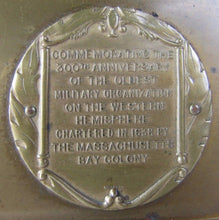 COMMEMORATIVE THE
300TH ANNIVERSARY
OF THE OLDEST
MILITARY ORGANIZATION
ON THE WESTERN
HEMISPHERE
CHARTERED IN 1638 BY
THE MASSACHUSETTS
BAY COLONY